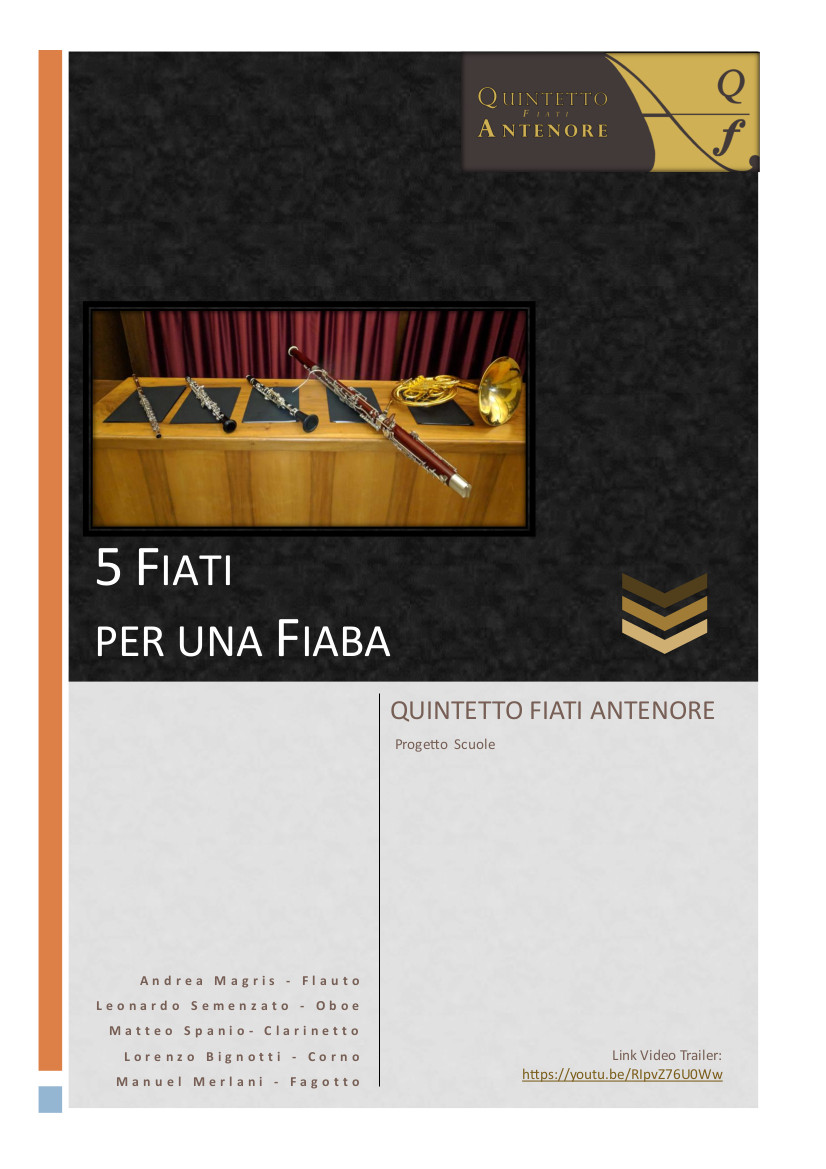 QUINTETTO
FIATI
ANTENORE
Q
f
5 FIATI
PER UNA FIABA
QUINTETTO FIATI ANTENORE
Progetto Scuole
Andrea Magris - Flauto
Leonardo Semenzato - Oboe
Matteo Spanio- Clarinetto
Lorenzo Bignotti - Corno
Manuel Merlani - Fagotto
Link Video Trailer:
https://youtu.be/RIpvZ76U0Ww